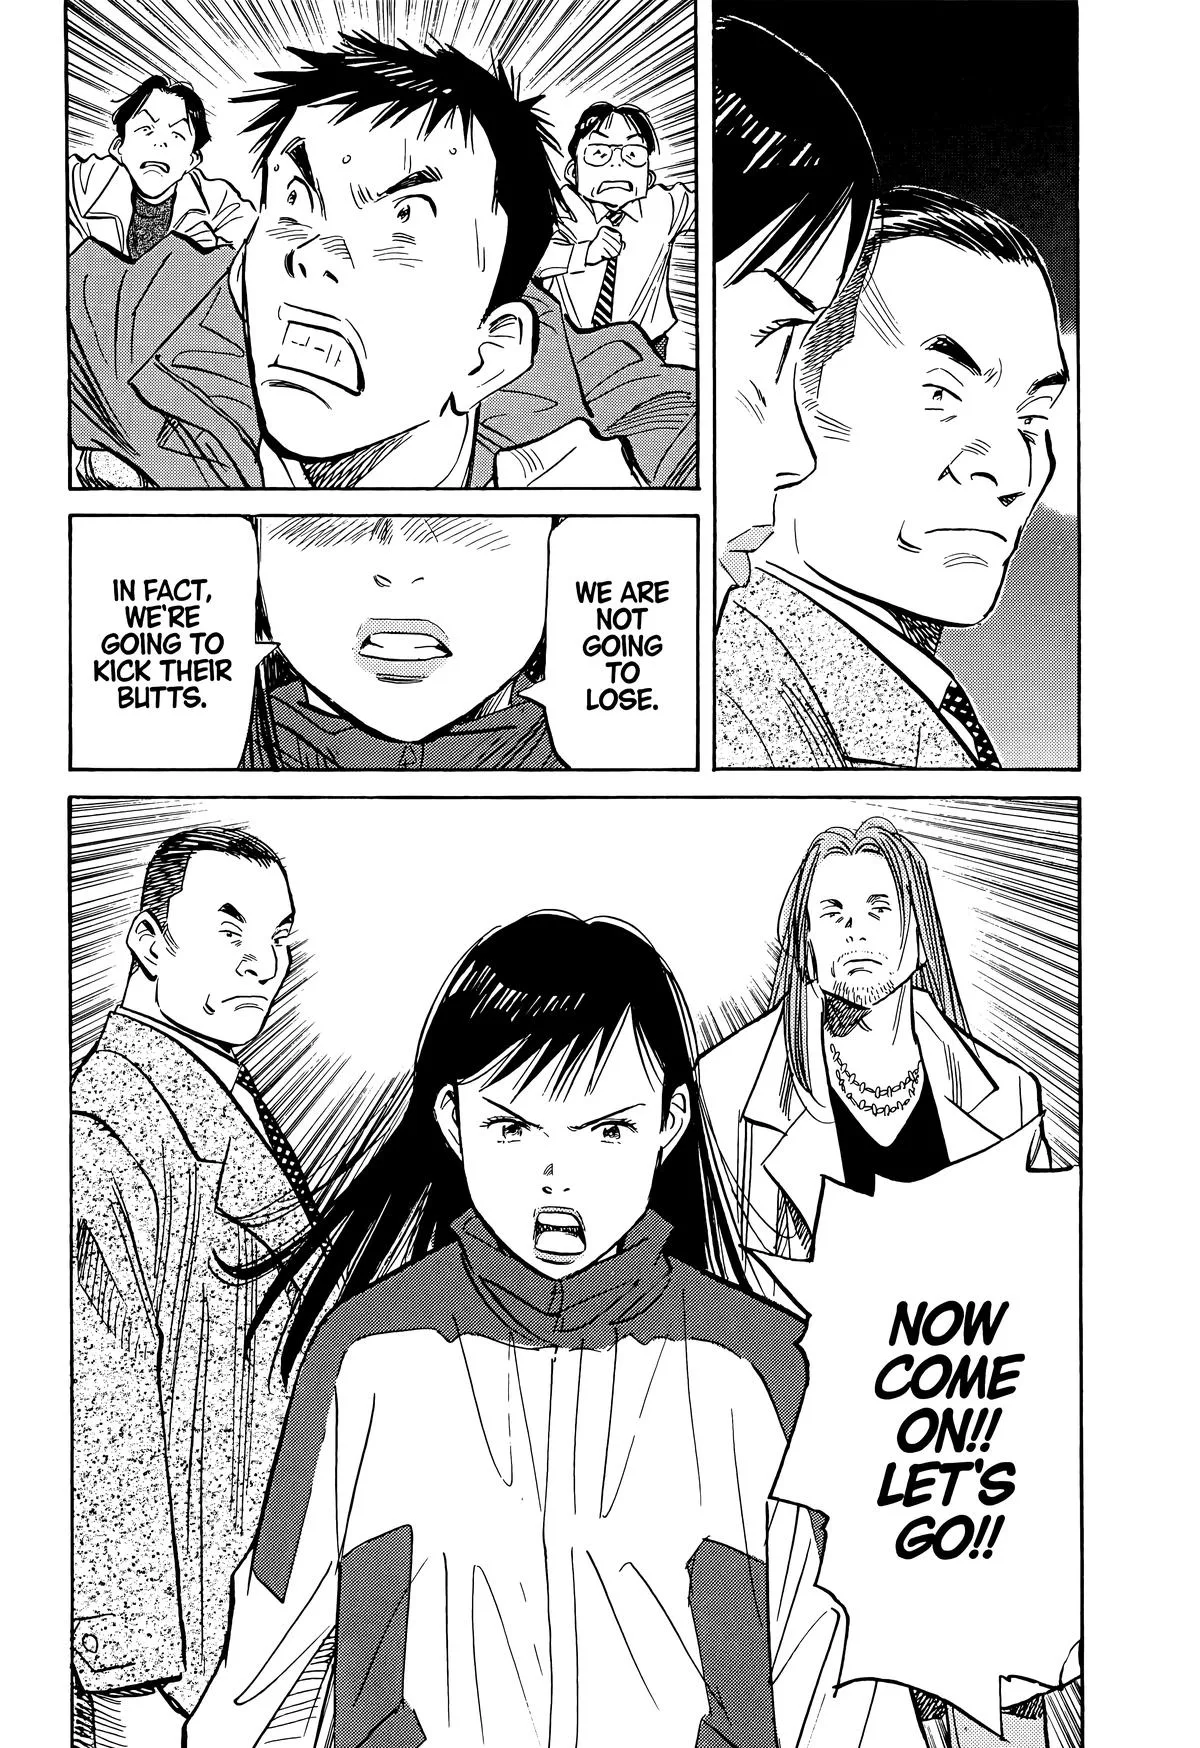 WE ARE
NOT
GOING
TO
LOSE.
IN FACT,
WE'RE
GOING TO
KICK THEIR
BUTTS.
NOW
COME
ON!!
LET'S
GO!!